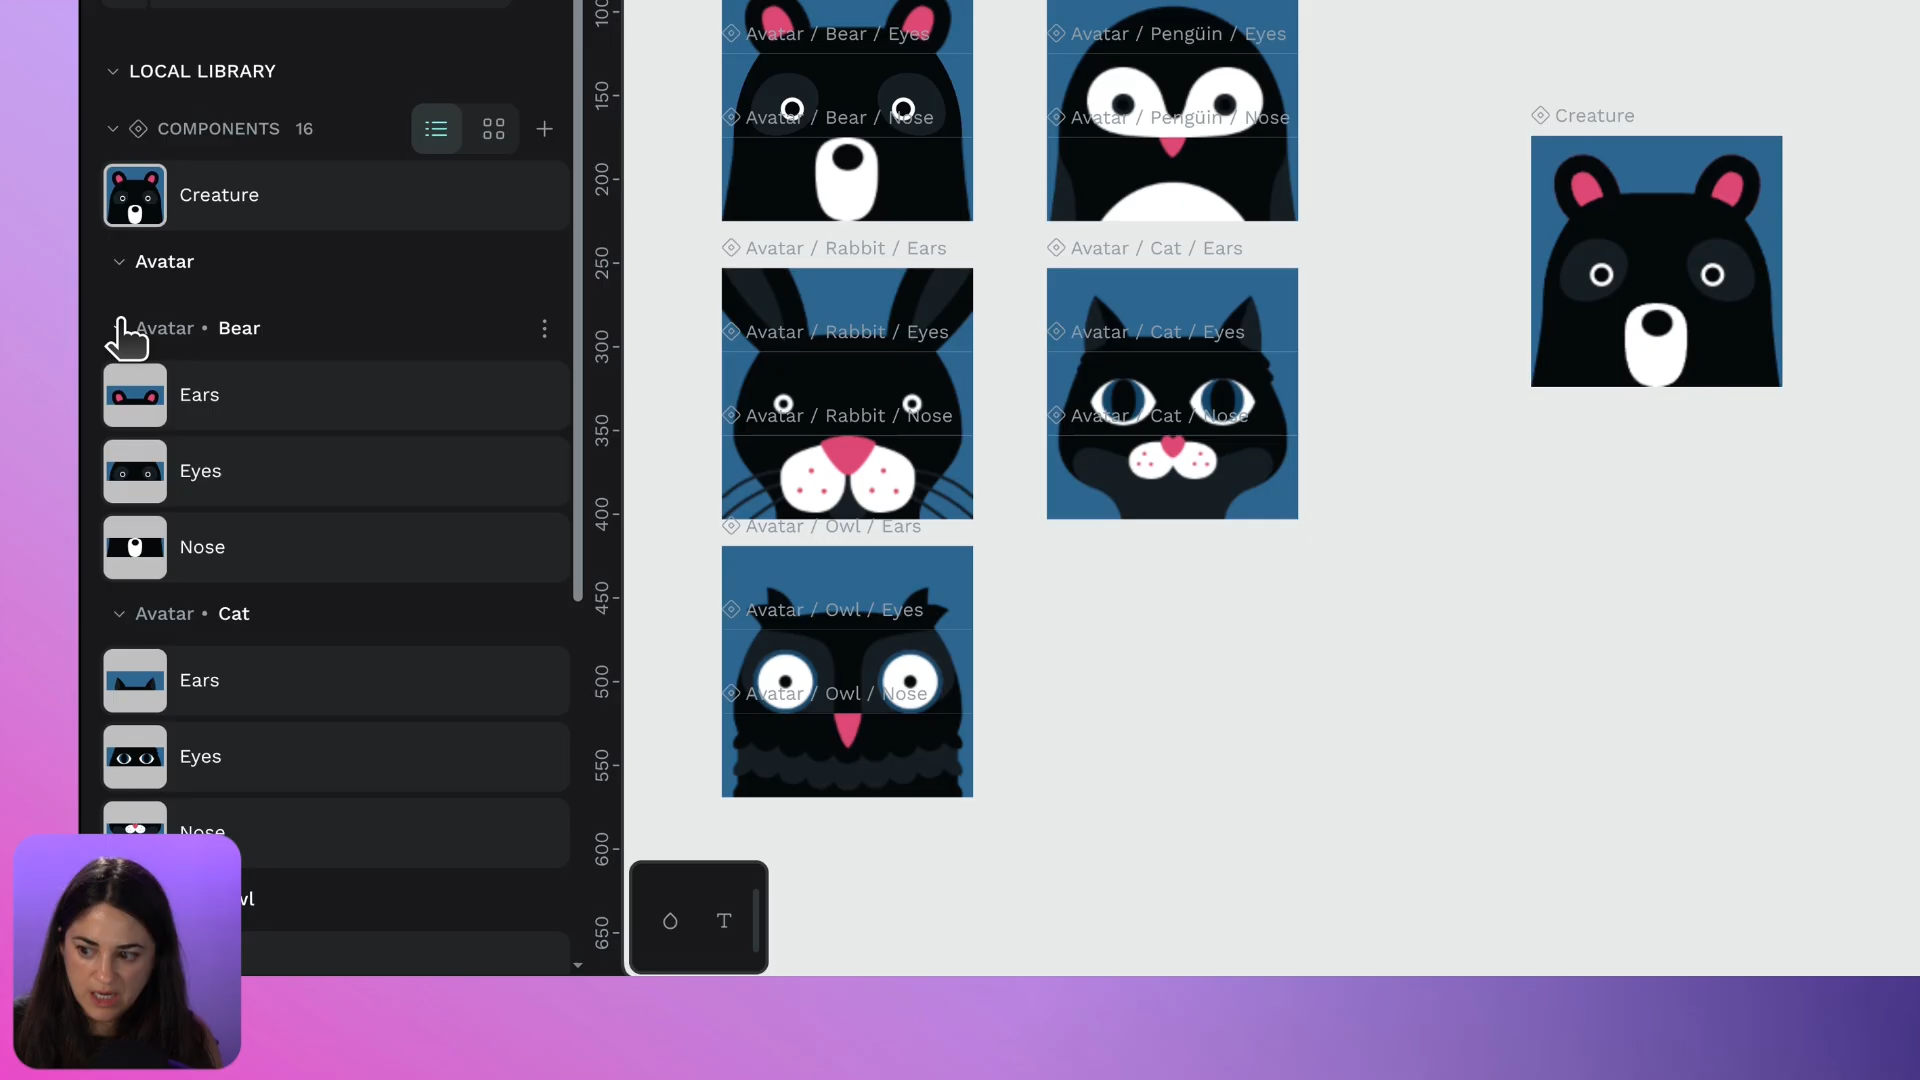 LOCAL LIBRARY
COMPONENTS 16
Creature
Avatar
Avatar • Bear
Ears
Eyes
Nose
Avatar • Cat
Ears
Eyes
Nose
wl
100
150
200
250
300
350
400
450
500
550
600
650
Avatar / Bear / Eyes
Avatar / Bear / Nose
Avatar / Pengüin / Eyes
Avatar / Pengüin / Nose
Avatar / Rabbit / Ears
Avatar / Rabbit / Eyes
Avatar / Rabbit / Nose
Avatar / Cat / Ears
Avatar / Cat / Eyes
Avatar / Cat / Nose
Avatar / Owl / Ears
Avatar / Owl / Eyes
Avatar / Owl / Nose
Creature
T